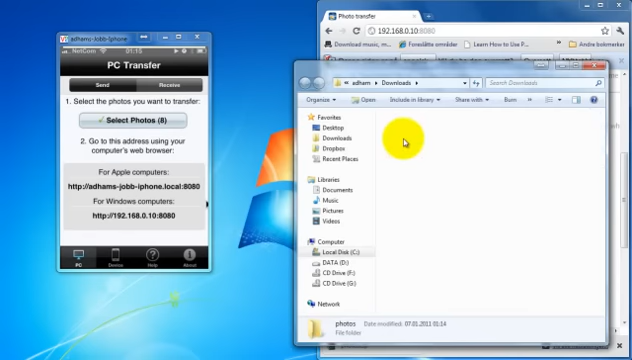 adhams-jobb-iphone
NetCom
01:15
PC Transfer
Send
Receive
1. Select the photos you want to transfer:
Select Photos (8)
2. Go to this address using your
computer's web browser:
For Apple computers:
http://adhams-jobb-iphone.local:8080
For Windows computers:
http://192.168.0.10:8080
PC
Device
Help
About
Photo transfer
192.168.0.10:8080
Download music, m...
Foreslåtte områder
Learn How to Use P...
Andre bokmerker
adham
Downloads
Search Downloads
Organize
Open
Include in library
Share with
Burn
Favorites
Desktop
Downloads
Dropbox
Recent Places
Libraries
Documents
Music
Pictures
Videos
Computer
Local Disk (C:)
DATA (D:)
CD Drive (F:)
CD Drive (G:)
Network
photos
Date modified: 07.01.2011 01:14
File folder